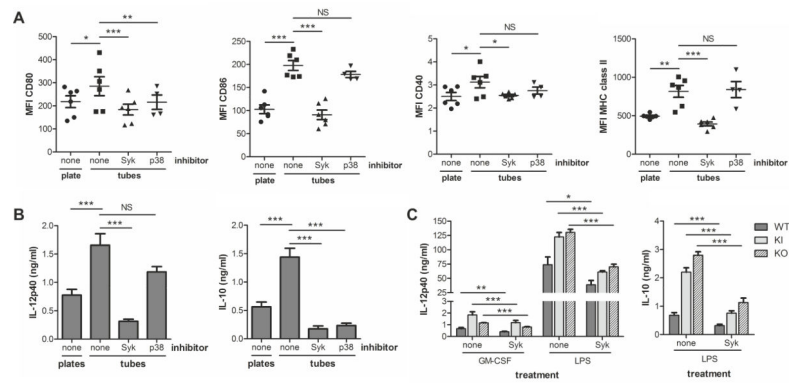 A
MFI CD80
500
400
300
200
100
0
*
***
**
none none Syk p38 inhibitor
plate tubes
MFI CD86
250
200
150
100
50
0
***
***
NS
none none Syk p38 inhibitor
plate tubes
MFI CD40
5
4
3
2
1
0
*
*
NS
none none Syk p38 inhibitor
plate tubes
MFI MHC class II
1500
1000
500
0
**
***
NS
none none Syk p38 inhibitor
plate tubes
B
IL-12p40 (ng/ml)
2.0
1.5
1.0
0.5
0.0
***
NS
***
none none Syk p38
plates tubes inhibitor
IL-10 (ng/ml)
2.0
1.5
1.0
0.5
0.0
***
***
***
none none Syk p38
plates tubes inhibitor
C
IL-12p40 (ng/ml)
150
125
100
75
50
25
2
1
0
**
***
***
*
***
***
none Syk none Syk
GM-CSF LPS
treatment
IL-10 (ng/ml)
4
3
2
1
0
***
***
***
none Syk
LPS
treatment
WT
KI
KO